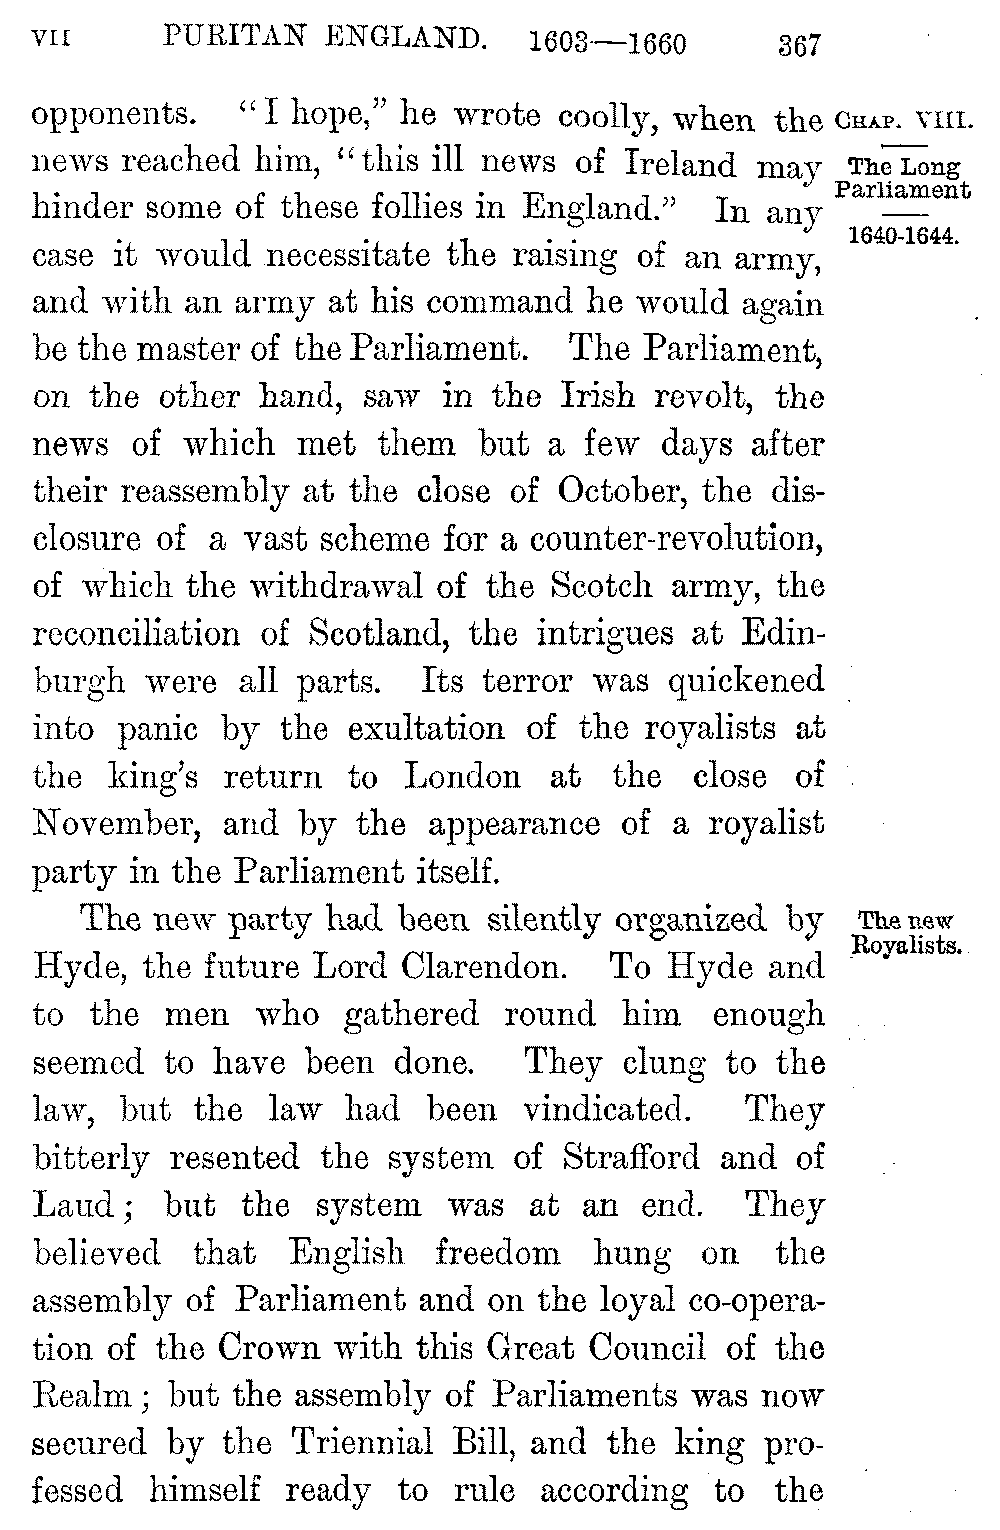 VII PURITAN ENGLAND. 1603—1660 367
opponents. “I hope,” he wrote coolly, when the
news reached him, “this ill news of Ireland may
hinder some of these follies in England.” In any
case it would necessitate the raising of an army,
and with an army at his command he would again
be the master of the Parliament. The Parliament,
on the other hand, saw in the Irish revolt, the
news of which met them but a few days after
their reassembly at the close of October, the dis-
closure of a vast scheme for a counter-revolution,
of which the withdrawal of the Scotch army, the
reconciliation of Scotland, the intrigues at Edin-
burgh were all parts. Its terror was quickened
into panic by the exultation of the royalists at
the king's return to London at the close of
November, and by the appearance of a royalist
party in the Parliament itself.
The new party had been silently organized by
Hyde, the future Lord Clarendon. To Hyde and
to the men who gathered round him enough
seemed to have been done. They clung to the
law, but the law had been vindicated. They
bitterly resented the system of Strafford and of
Laud; but the system was at an end. They
believed that English freedom hung on the
assembly of Parliament and on the loyal co-opera-
tion of the Crown with this Great Council of the
Realm; but the assembly of Parliaments was now
secured by the Triennial Bill, and the king pro-
fessed himself ready to rule according to the
CHAP. VIII.
The Long
Parliament
1640-1644.
The new
Royalists.